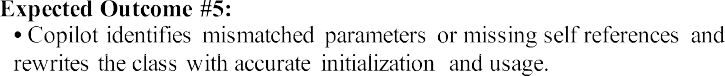 Expected Outcome #5:
• Copilot identifies mismatched parameters or missing self references and
rewrites the class with accurate initialization and usage.